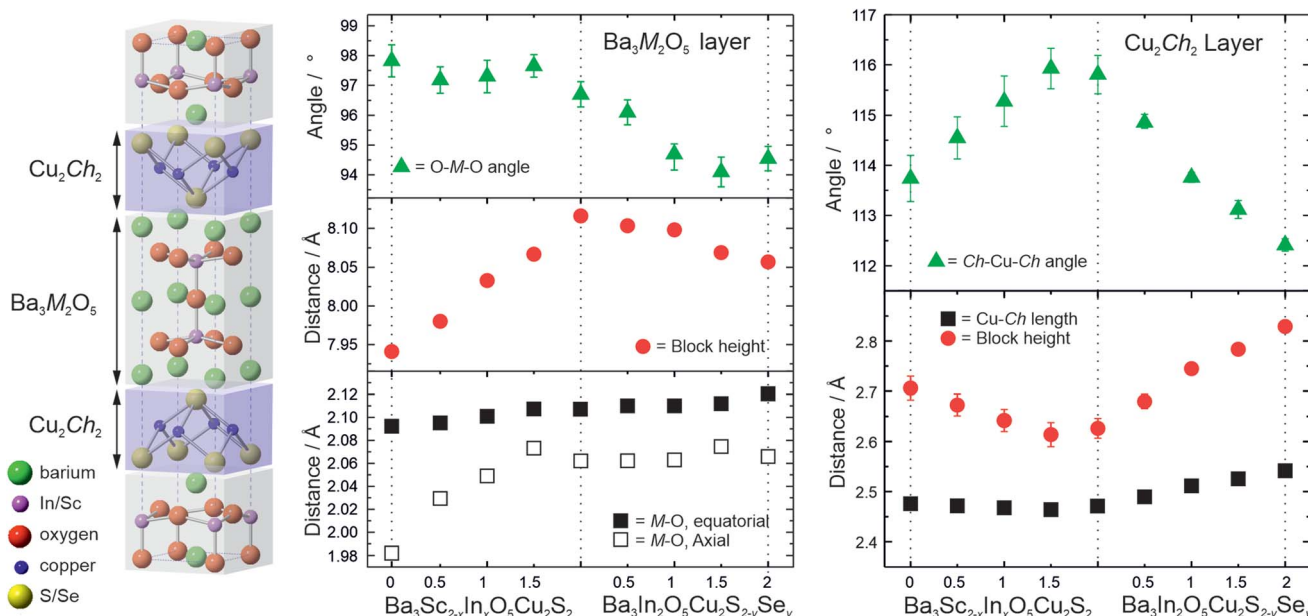 Cu2Ch2
Ba3M2O5
Cu2Ch2
barium
In/Sc
oxygen
copper
S/Se
Ba3M2O5 layer
Angle / °
98
97
96
95
94
= O-M-O angle
Distance / Å
8.10
8.05
8.00
7.95
= Block height
Distance / Å
2.12
2.10
2.08
2.06
2.04
2.02
2.00
1.98
= M-O, equatorial
= M-O, Axial
0 0.5 1 1.5 0.5 1 1.5 2
Ba3Sc2-xInxO5Cu2S2 Ba3In2O5Cu2S2-ySey
Cu2Ch2 Layer
Angle / °
116
115
114
113
112
= Ch-Cu-Ch angle
Distance / Å
2.8
2.7
2.6
2.5
2.4
= Cu-Ch length
= Block height
0 0.5 1 1.5 0.5 1 1.5 2
Ba3Sc2-xInxO5Cu2S2 Ba3In2O5Cu2S2-ySey